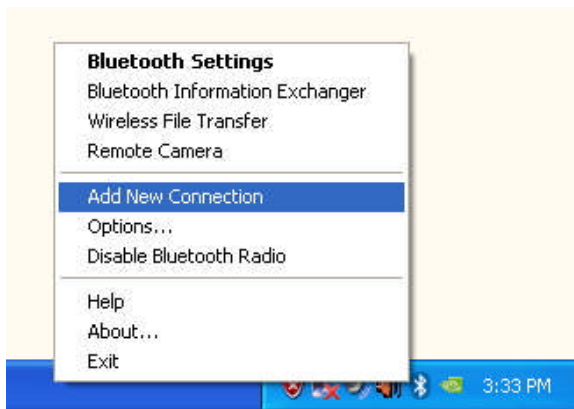 Bluetooth Settings
Bluetooth Information Exchanger
Wireless File Transfer
Remote Camera
Add New Connection
Options...
Disable Bluetooth Radio
Help
About...
Exit
3:33 PM